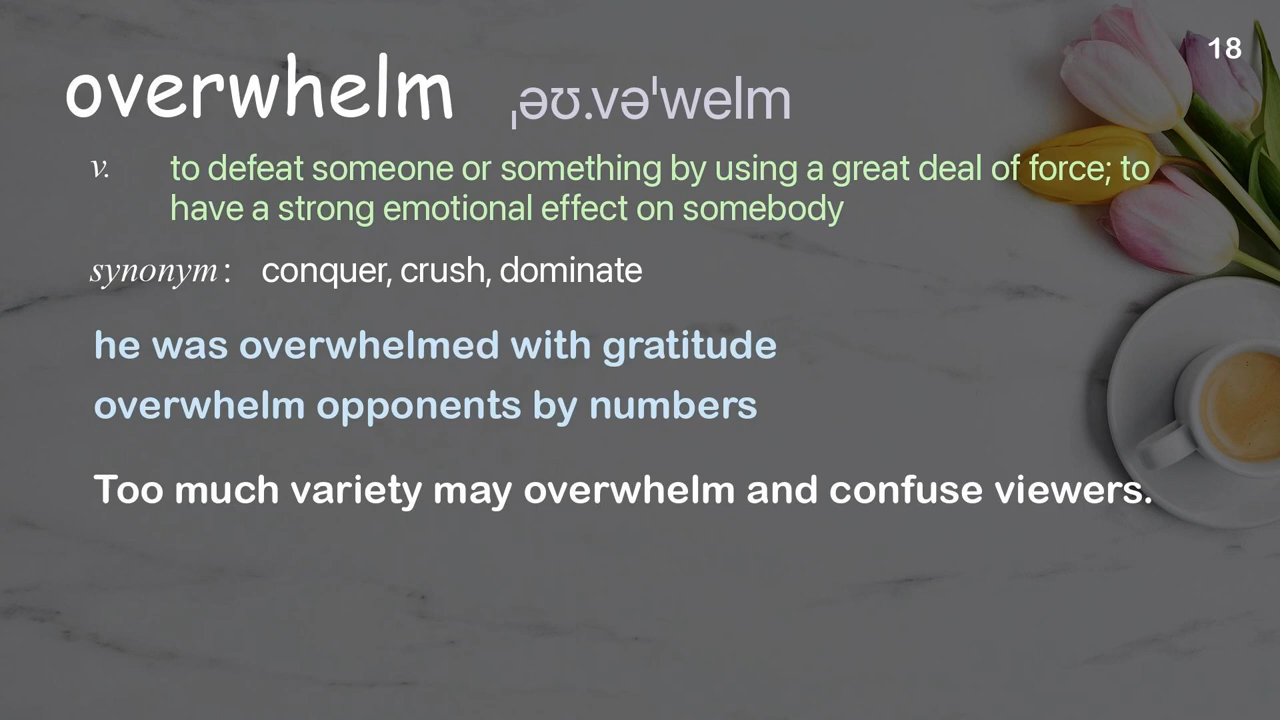 18
overwhelm ˌəʊ.vəˈwelm
v. to defeat someone or something by using a great deal of force; to
have a strong emotional effect on somebody
synonym: conquer, crush, dominate
he was overwhelmed with gratitude
overwhelm opponents by numbers
Too much variety may overwhelm and confuse viewers.